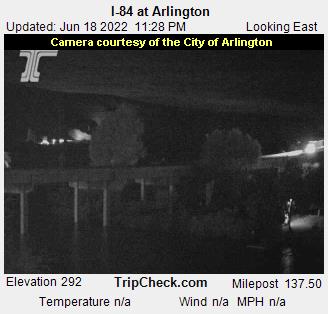 I-84 at Arlington
Updated: Jun 18 2022 11:28 PM Looking East
Camera courtesy of the City of Arlington
Elevation 292 TripCheck.com Milepost 137.50
Temperature n/a Wind n/a MPH n/a